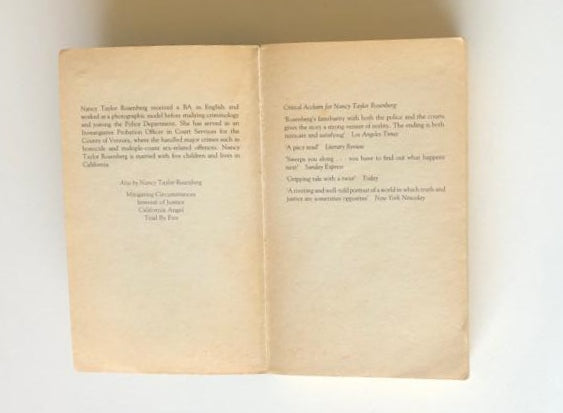 Nancy Taylor Rosenberg received a BA in English and
worked as a photographic model before studying criminology
and joining the Police Department. She has served as an
Investigative Probation Officer in Court Services for the
County of Ventura, where she handled major crimes such as
homicide and multiple-count sex-related offences. Nancy
Taylor Rosenberg is married with five children and lives in
California.
Also by Nancy Taylor Rosenberg
Mitigating Circumstances
Interest of Justice
California Angel
Trial By Fire
Critical Acclaim for Nancy Taylor Rosenberg
'Rosenberg's familiarity with both the police and the courts
gives the story a strong veneer of reality. The ending is both
intricate and satisfying' Los Angeles Times
'A pacy read' Literary Review
'Sweeps you along . . . you have to find out what happens
next' Sunday Express
'Gripping tale with a twist' Today
'A riveting and well-told portrait of a world in which truth and
justice are sometimes opposites' New York Newsday